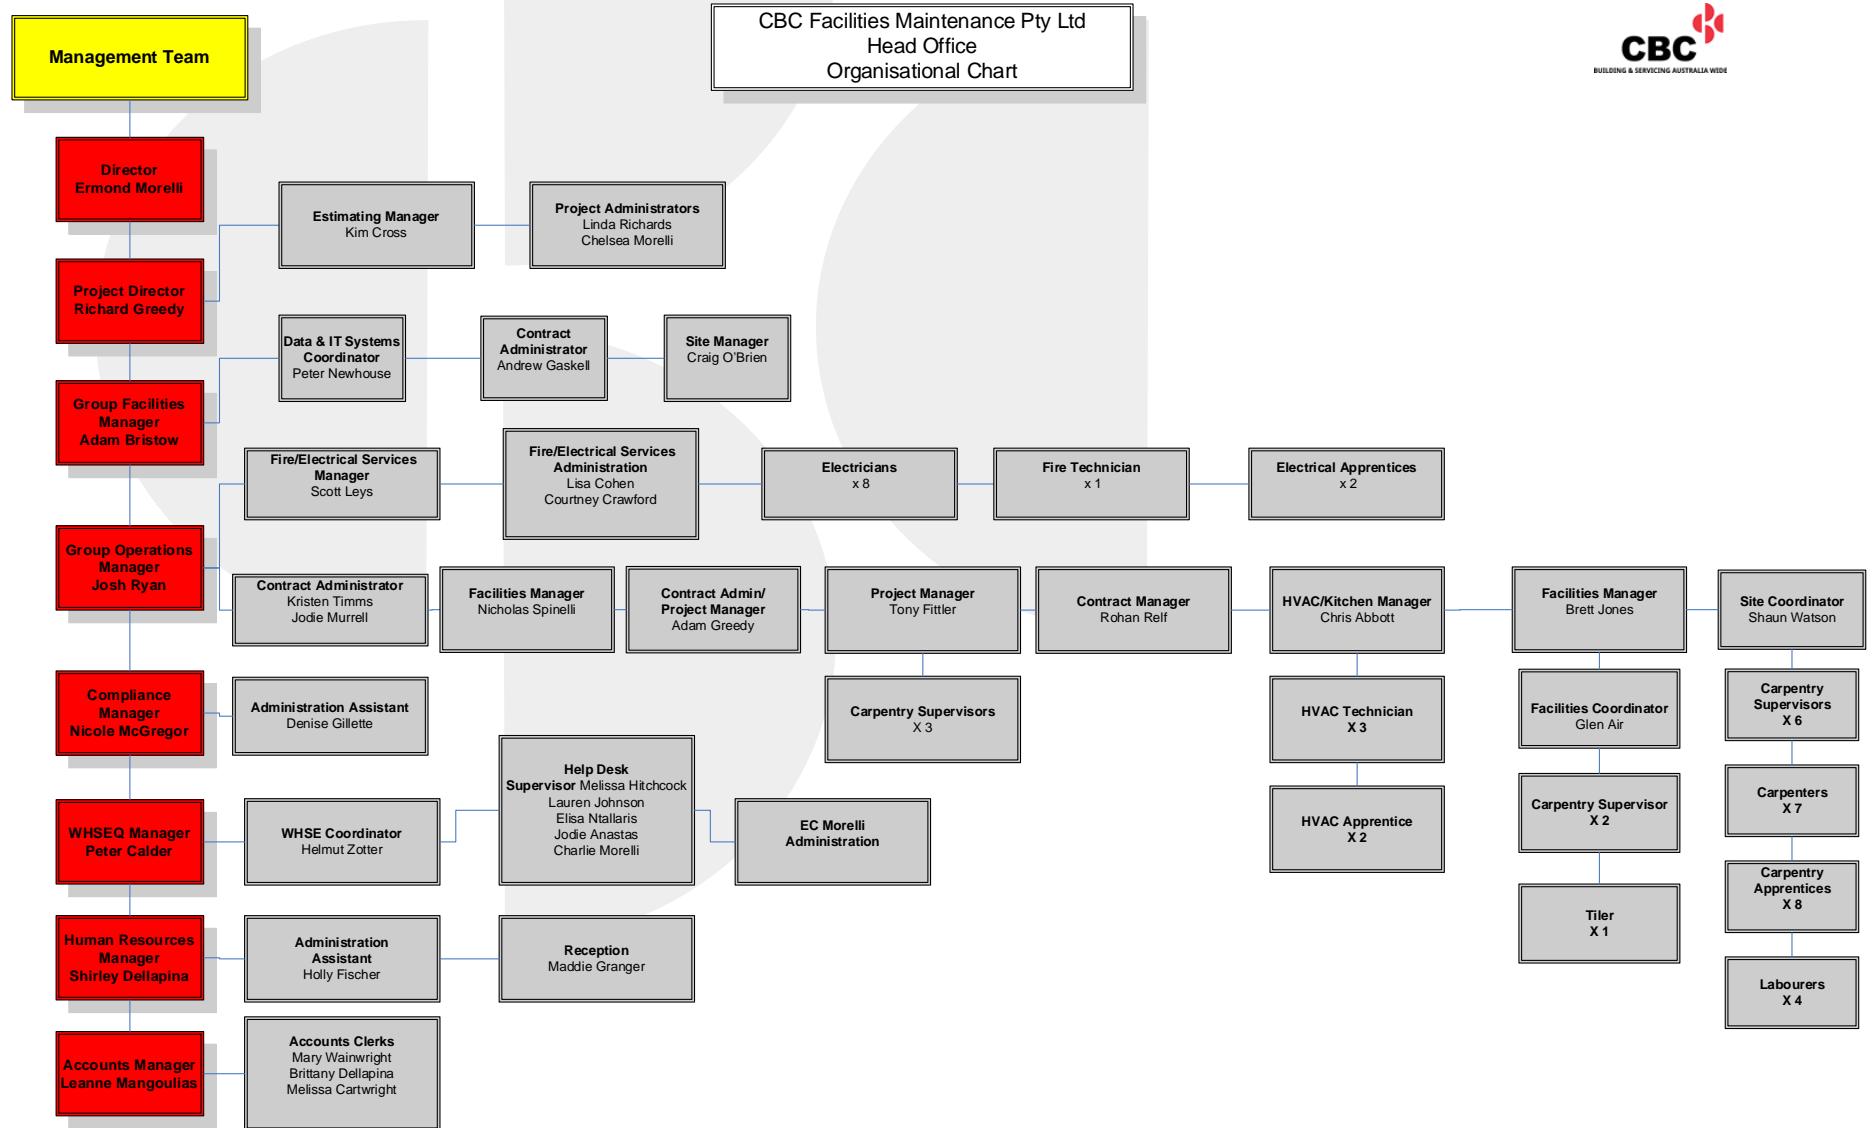 CBC Facilities Maintenance Pty Ltd
Head Office
Organisational Chart
CBC
BUILDING & SERVICING AUSTRALIA WIDE
Management Team
Director
Ermond Morelli
Estimating Manager
Kim Cross
Project Administrators
Linda Richards
Chelsea Morelli
Project Director
Richard Greedy
Data & IT Systems
Coordinator
Peter Newhouse
Contract
Administrator
Andrew Gaskell
Site Manager
Craig O'Brien
Group Facilities
Manager
Adam Bristow
Fire/Electrical Services
Manager
Scott Leys
Fire/Electrical Services
Administration
Lisa Cohen
Courtney Crawford
Electricians
x 8
Fire Technician
x 1
Electrical Apprentices
x 2
Group Operations
Manager
Josh Ryan
Contract Administrator
Kristen Timms
Jodie Murrell
Facilities Manager
Nicholas Spinelli
Contract Admin/
Project Manager
Adam Greedy
Project Manager
Tony Fittler
Contract Manager
Rohan Relf
HVAC/Kitchen Manager
Chris Abbott
Facilities Manager
Brett Jones
Site Coordinator
Shaun Watson
Compliance
Manager
Nicole McGregor
Administration Assistant
Denise Gillette
Carpentry Supervisors
X 3
HVAC Technician
X 3
Facilities Coordinator
Glen Air
Carpentry
Supervisors
X 6
WHSEQ Manager
Peter Calder
WHSE Coordinator
Helmut Zotter
Help Desk
Supervisor Melissa Hitchcock
Lauren Johnson
Elisa Ntallaris
Jodie Anastas
Charlie Morelli
EC Morelli
Administration
HVAC Apprentice
X 2
Carpentry Supervisor
X 2
Carpenters
X 7
Carpentry
Apprentices
X 8
Human Resources
Manager
Shirley Dellapina
Administration
Assistant
Holly Fischer
Reception
Maddie Granger
Tiler
X 1
Labourers
X 4
Accounts Manager
Leanne Mangoulias
Accounts Clerks
Mary Wainwright
Brittany Dellapina
Melissa Cartwright